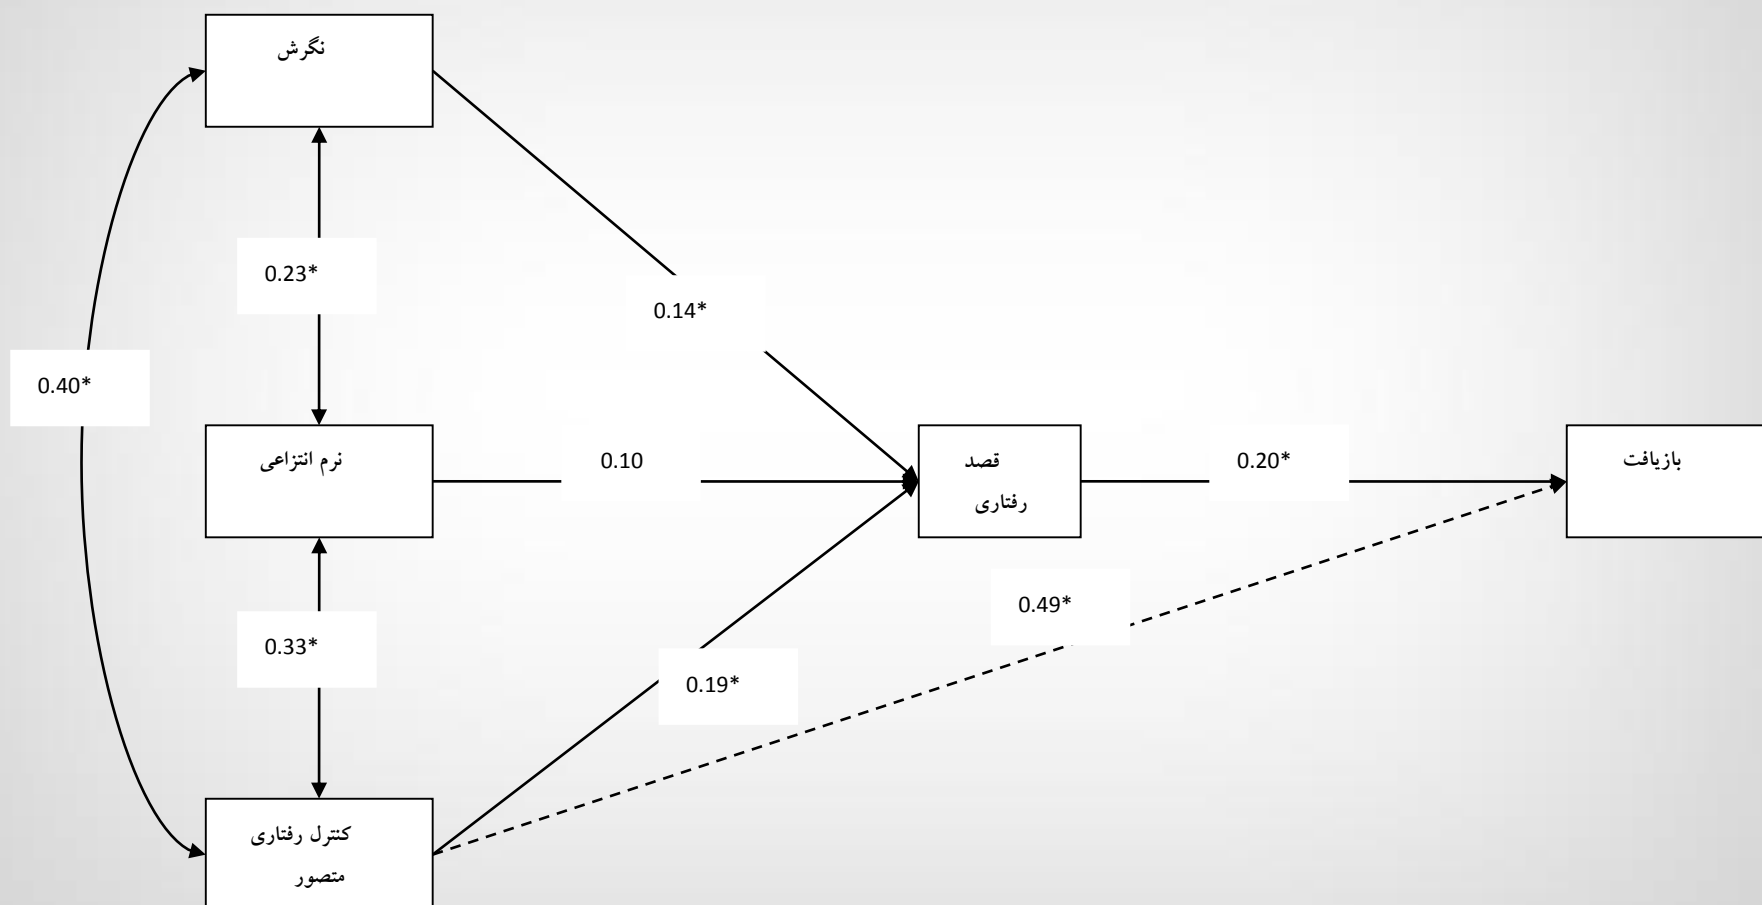 نگرش
0.23*
0.14*
0.40*
نرم انتزاعی
0.10
قصد
رفتاری
0.20*
بازیافت
0.49*
0.33*
0.19*
کنترل رفتاری
متصور